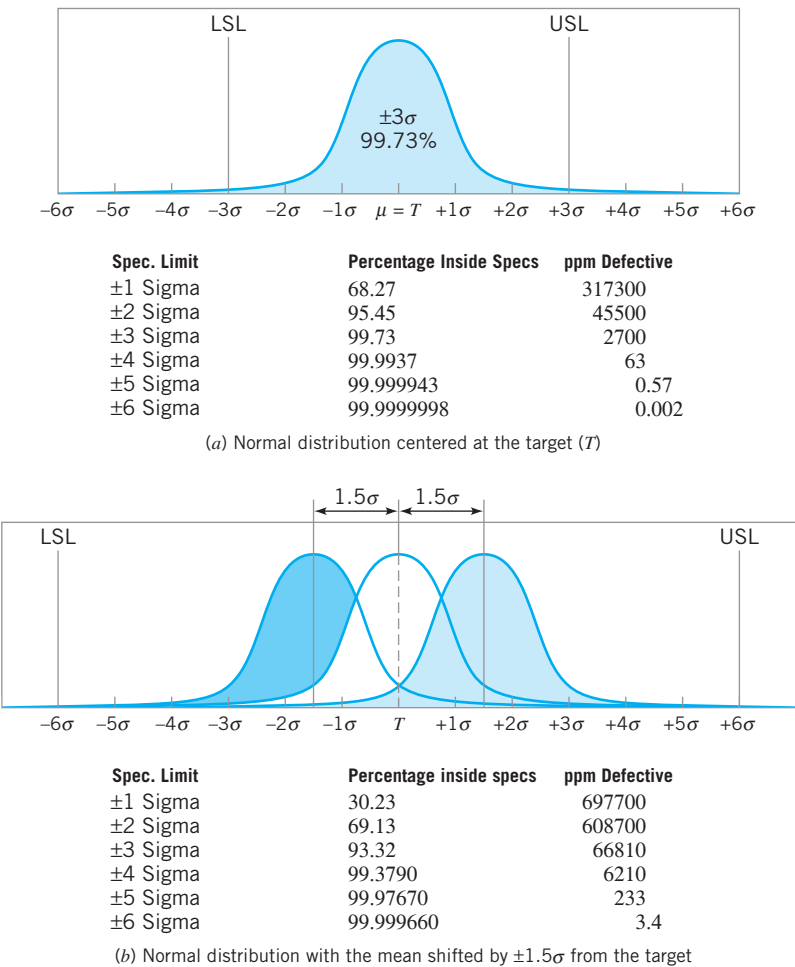 LSL USL
±3σ
99.73%
–6σ –5σ –4σ –3σ –2σ –1σ μ = T +1σ +2σ +3σ +4σ +5σ +6σ
Spec. Limit Percentage Inside Specs ppm Defective
±1 Sigma 68.27 317300
±2 Sigma 95.45 45500
±3 Sigma 99.73 2700
±4 Sigma 99.9937 63
±5 Sigma 99.999943 0.57
±6 Sigma 99.9999998 0.002
(a) Normal distribution centered at the target (T)
1.5σ 1.5σ
LSL USL
–6σ –5σ –4σ –3σ –2σ –1σ T +1σ +2σ +3σ +4σ +5σ +6σ
Spec. Limit Percentage inside specs ppm Defective
±1 Sigma 30.23 697700
±2 Sigma 69.13 608700
±3 Sigma 93.32 66810
±4 Sigma 99.3790 6210
±5 Sigma 99.97670 233
±6 Sigma 99.999660 3.4
(b) Normal distribution with the mean shifted by ±1.5σ from the target